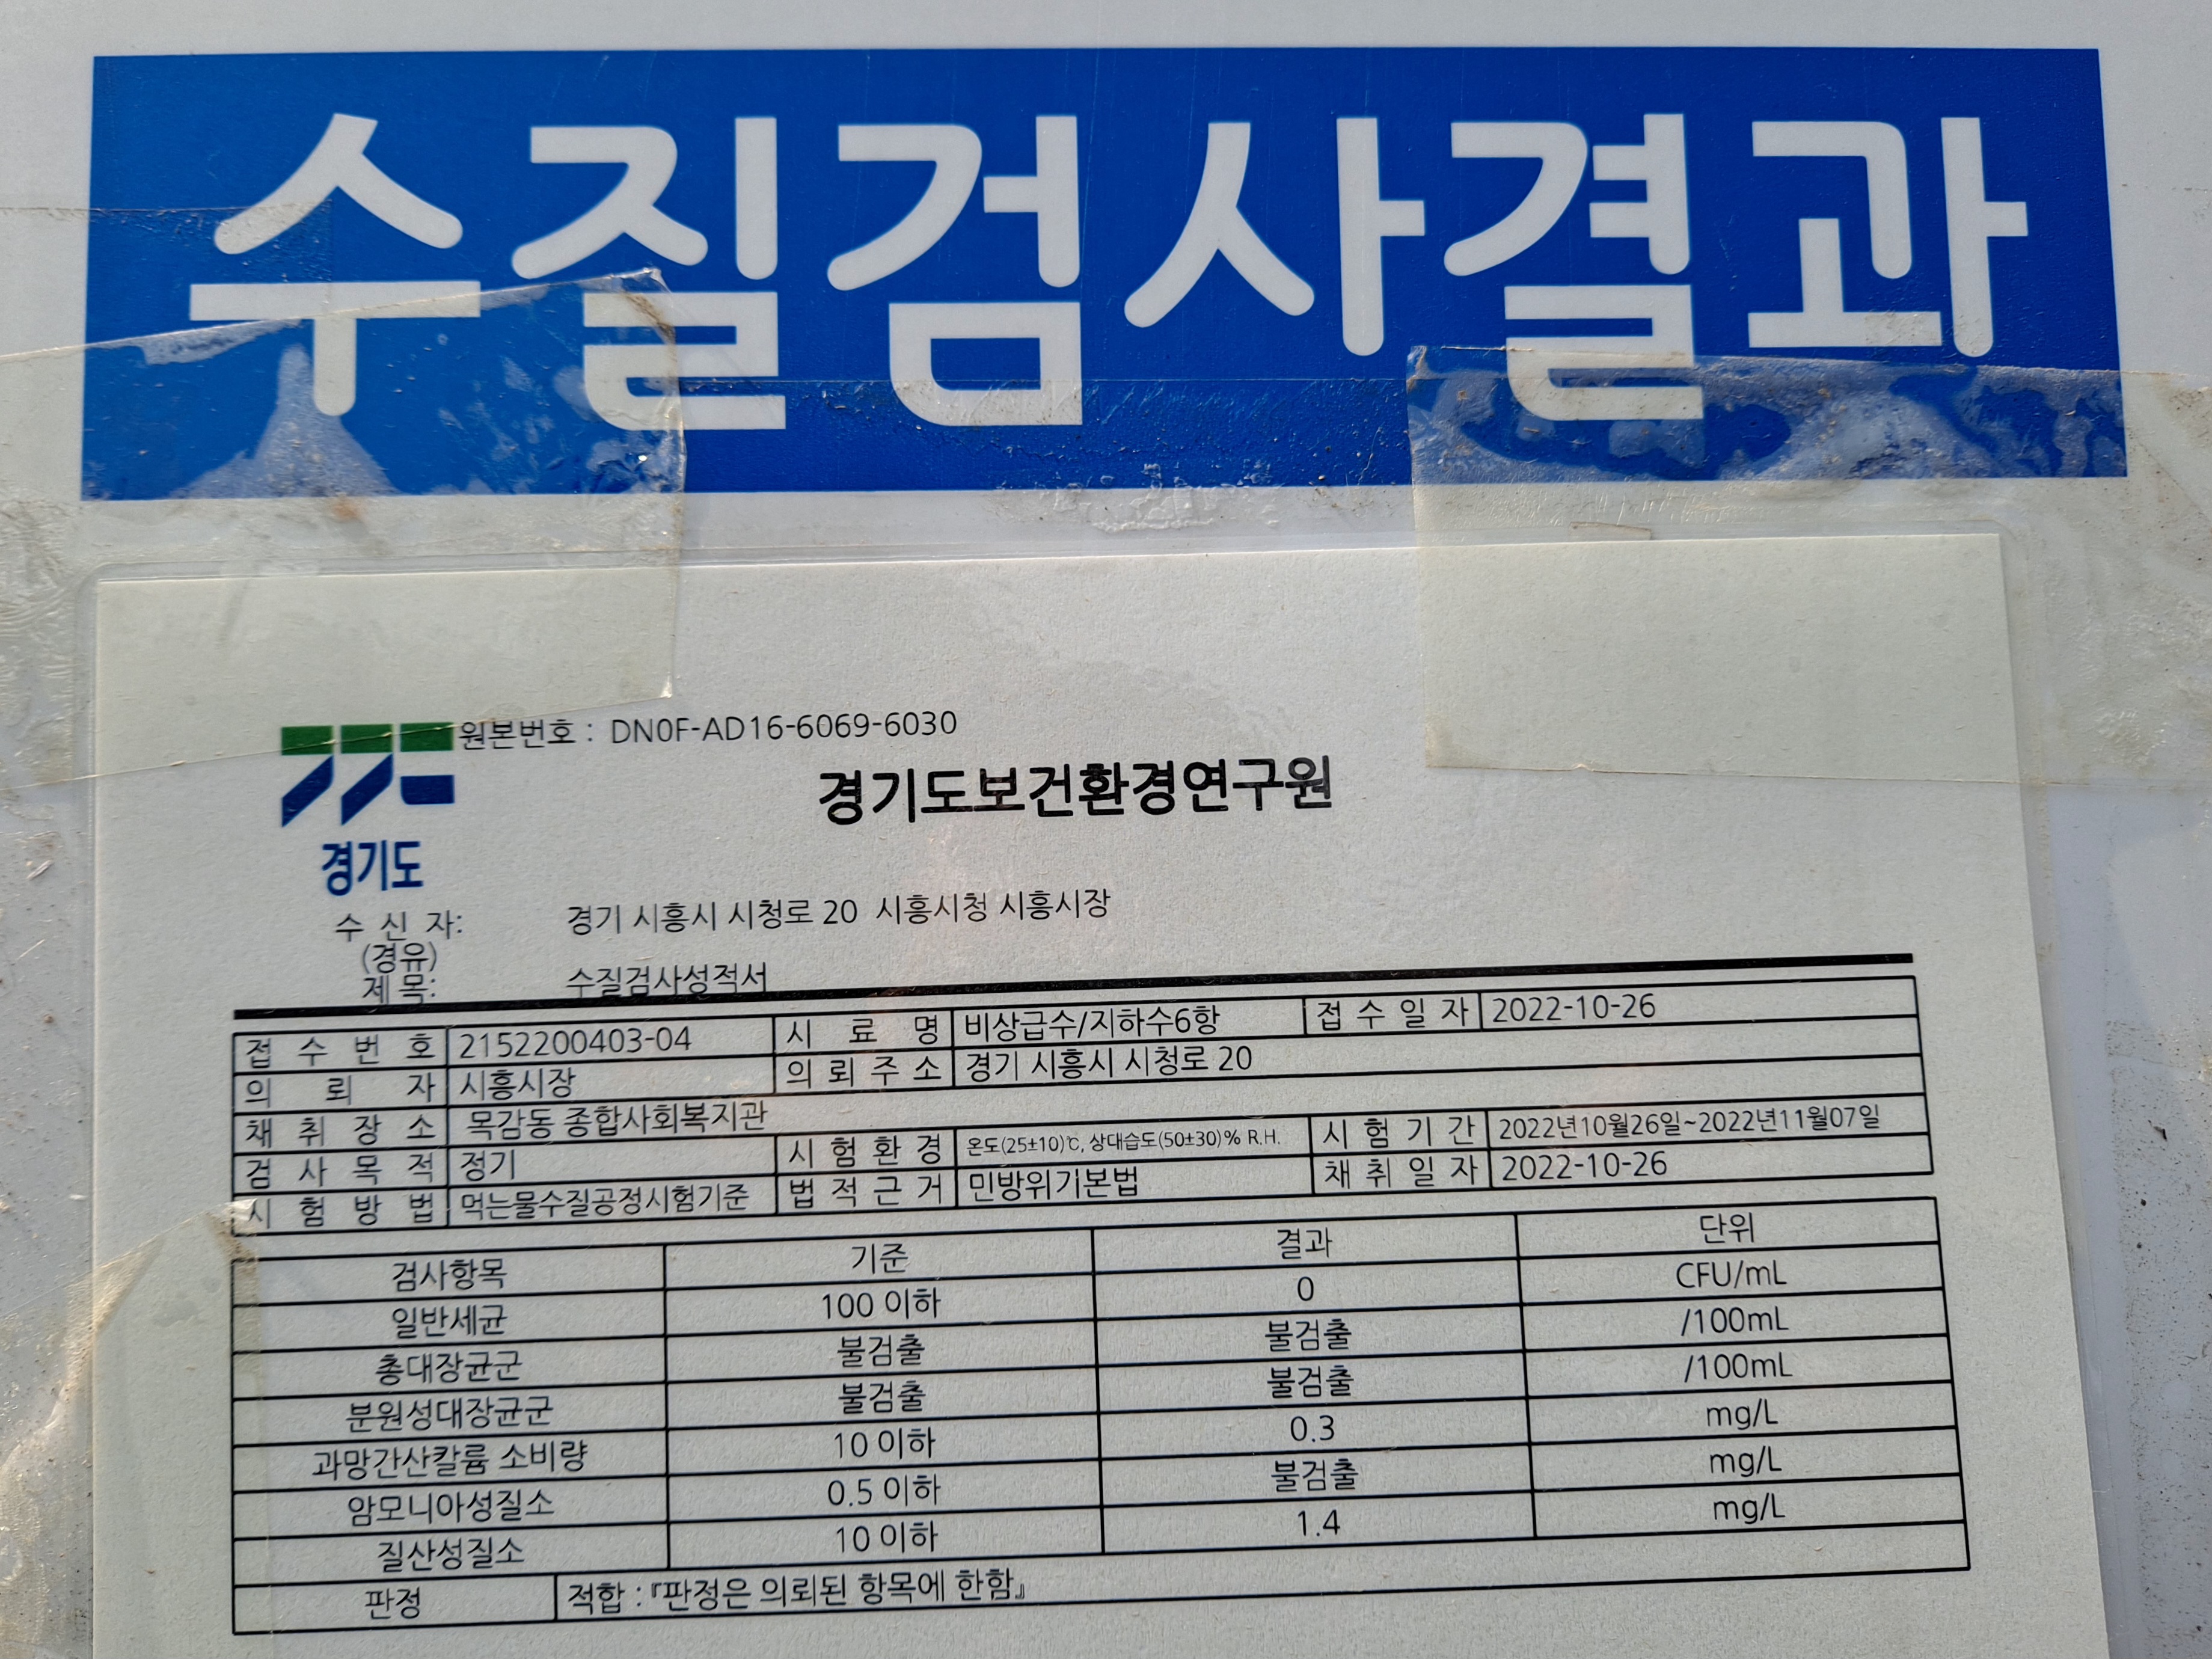 수질검사결과
원본번호 : DN0F-AD16-6069-6030
경기도보건환경연구원
경기도
수 신 자: 경기 시흥시 시청로 20 시흥시청 시흥시장
(경유)
제 목: 수질검사성적서
접 수 번 호 2152200403-04 시 료 명 비상급수/지하수6항 접 수 일 자 2022-10-26
의 뢰 자 시흥시장 의 뢰 주 소 경기 시흥시 시청로 20
채 취 장 소 목감동 종합사회복지관
검 사 목 적 정기 시 험 환 경 온도(25±10)℃, 상대습도(50±30)% R.H. 시 험 기 간 2022년10월26일~2022년11월07일
시 험 방 법 먹는물수질공정시험기준 법 적 근 거 민방위기본법 채 취 일 자 2022-10-26
검사항목 기준 결과 단위
일반세균 100 이하 0 CFU/mL
총대장균군 불검출 불검출 /100mL
분원성대장균군 불검출 불검출 /100mL
과망간산칼륨 소비량 10 이하 0.3 mg/L
암모니아성질소 0.5 이하 불검출 mg/L
질산성질소 10 이하 1.4 mg/L
판정 적합 : 『판정은 의뢰된 항목에 한함』